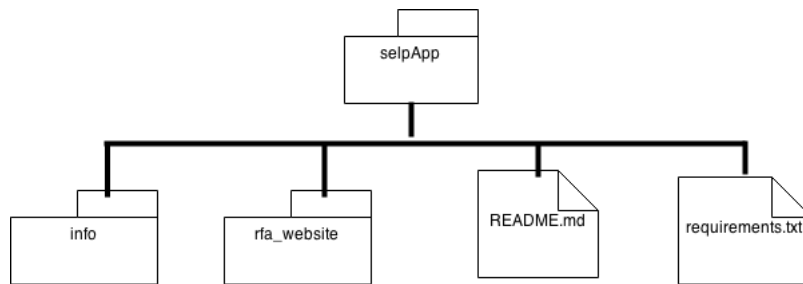 selpApp
info
rfa_website
README.md
requirements.txt